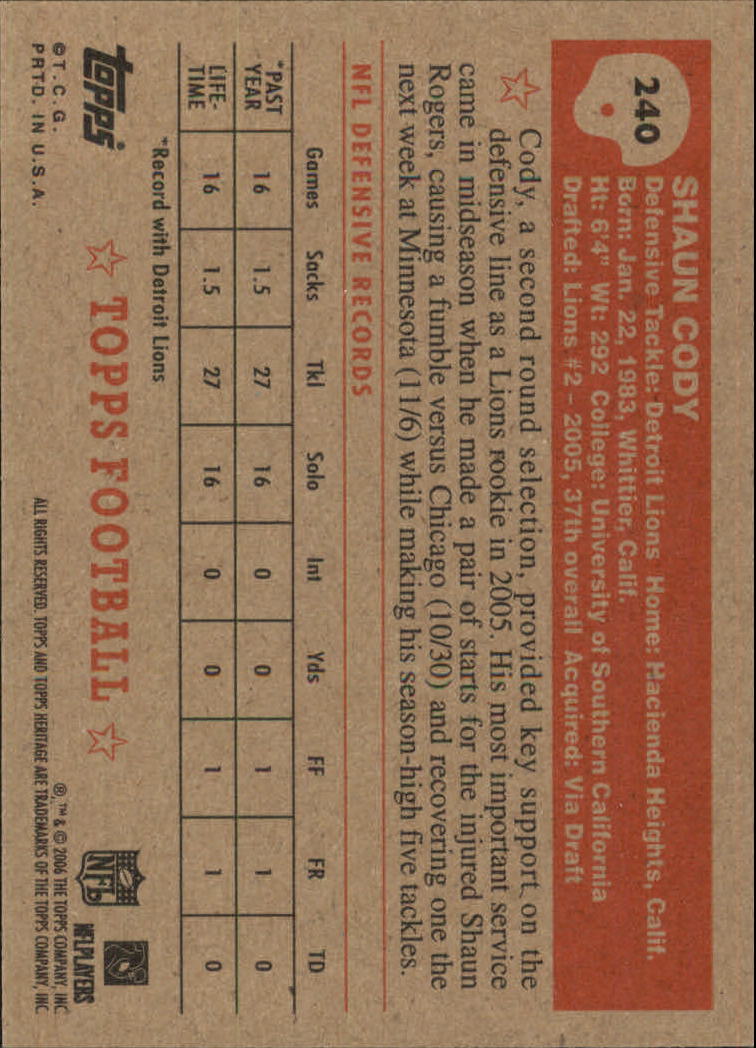 240
SHAUN CODY
Defensive Tackle: Detroit Lions Home: Hacienda Heights, Calif.
Born: Jan. 22, 1983, Whittier, Calif.
Ht: 6'4" Wt: 292 College: University of Southern California
Drafted: Lions #2 – 2005, 37th overall Acquired: Via Draft
Cody, a second round selection, provided key support on the
defensive line as a Lions rookie in 2005. His most important service
came in midseason when he made a pair of starts for the injured Shaun
Rogers, causing a fumble versus Chicago (10/30) and recovering one the
next week at Minnesota (11/6) while making his season-high five tackles.
NFL DEFENSIVE RECORDS
Games Sacks Tkl Solo Int Yds FF FR TD
*PAST YEAR 16 1.5 27 16 0 0 1 1 0
LIFE-TIME 16 1.5 27 16 0 0 1 1 0
*Record with Detroit Lions
topps
TOPPS FOOTBALL
NFL
NFLPLAYERS
©T.C.G.
PRTD. IN U.S.A.
®, ™ & © 2006 THE TOPPS COMPANY, INC
ALL RIGHTS RESERVED. TOPPS AND TOPPS HERITAGE ARE TRADEMARKS OF THE TOPPS COMPANY, INC